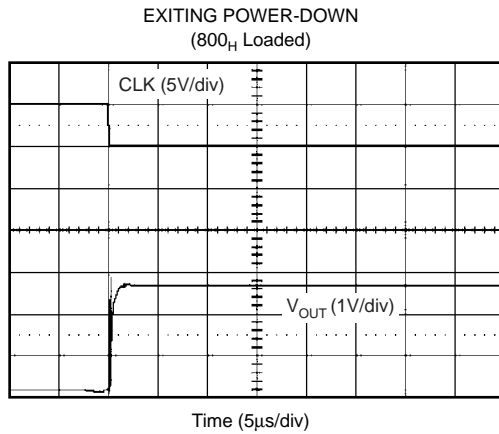 EXITING POWER-DOWN
(800H Loaded)
CLK (5V/div)
VOUT (1V/div)
Time (5µs/div)